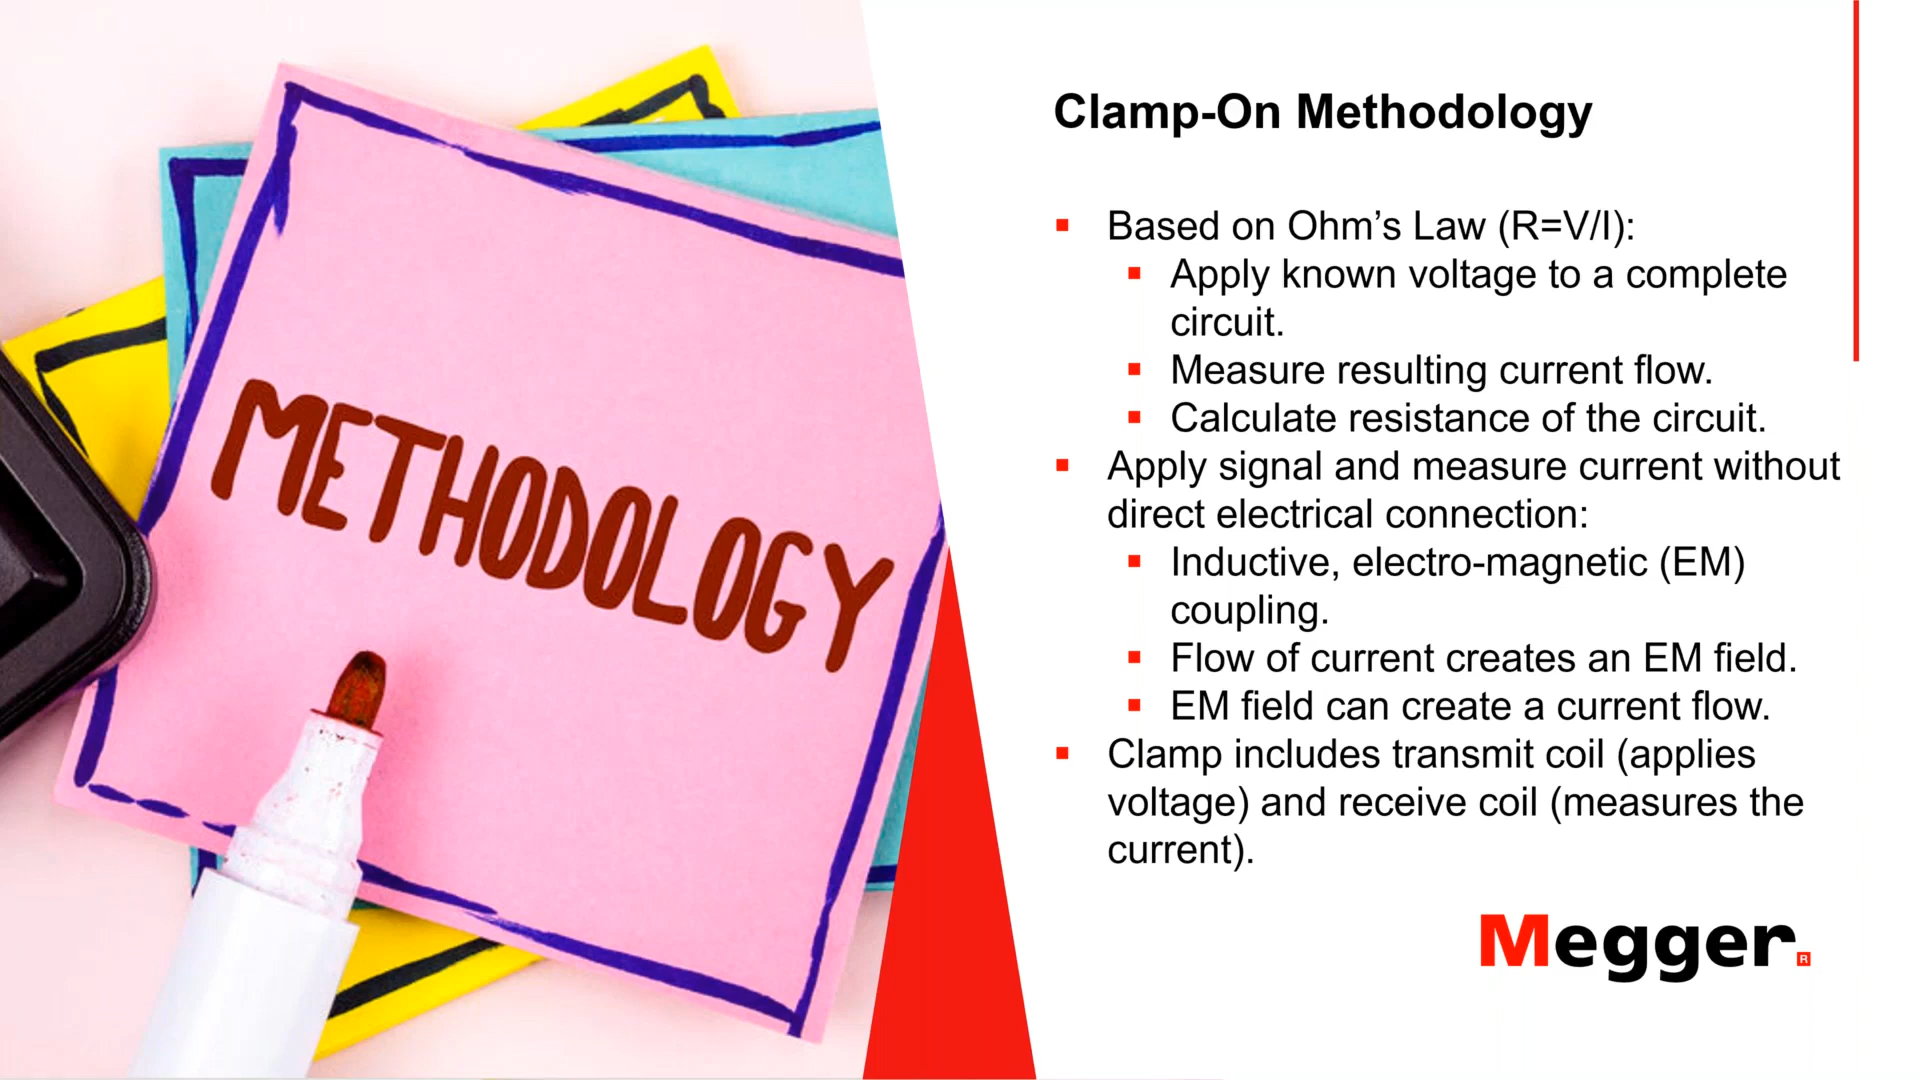 METHODOLOGY
Clamp-On Methodology
▪ Based on Ohm’s Law (R=V/I):
▪ Apply known voltage to a complete
circuit.
▪ Measure resulting current flow.
▪ Calculate resistance of the circuit.
▪ Apply signal and measure current without
direct electrical connection:
▪ Inductive, electro-magnetic (EM)
coupling.
▪ Flow of current creates an EM field.
▪ EM field can create a current flow.
▪ Clamp includes transmit coil (applies
voltage) and receive coil (measures the
current).
Megger®